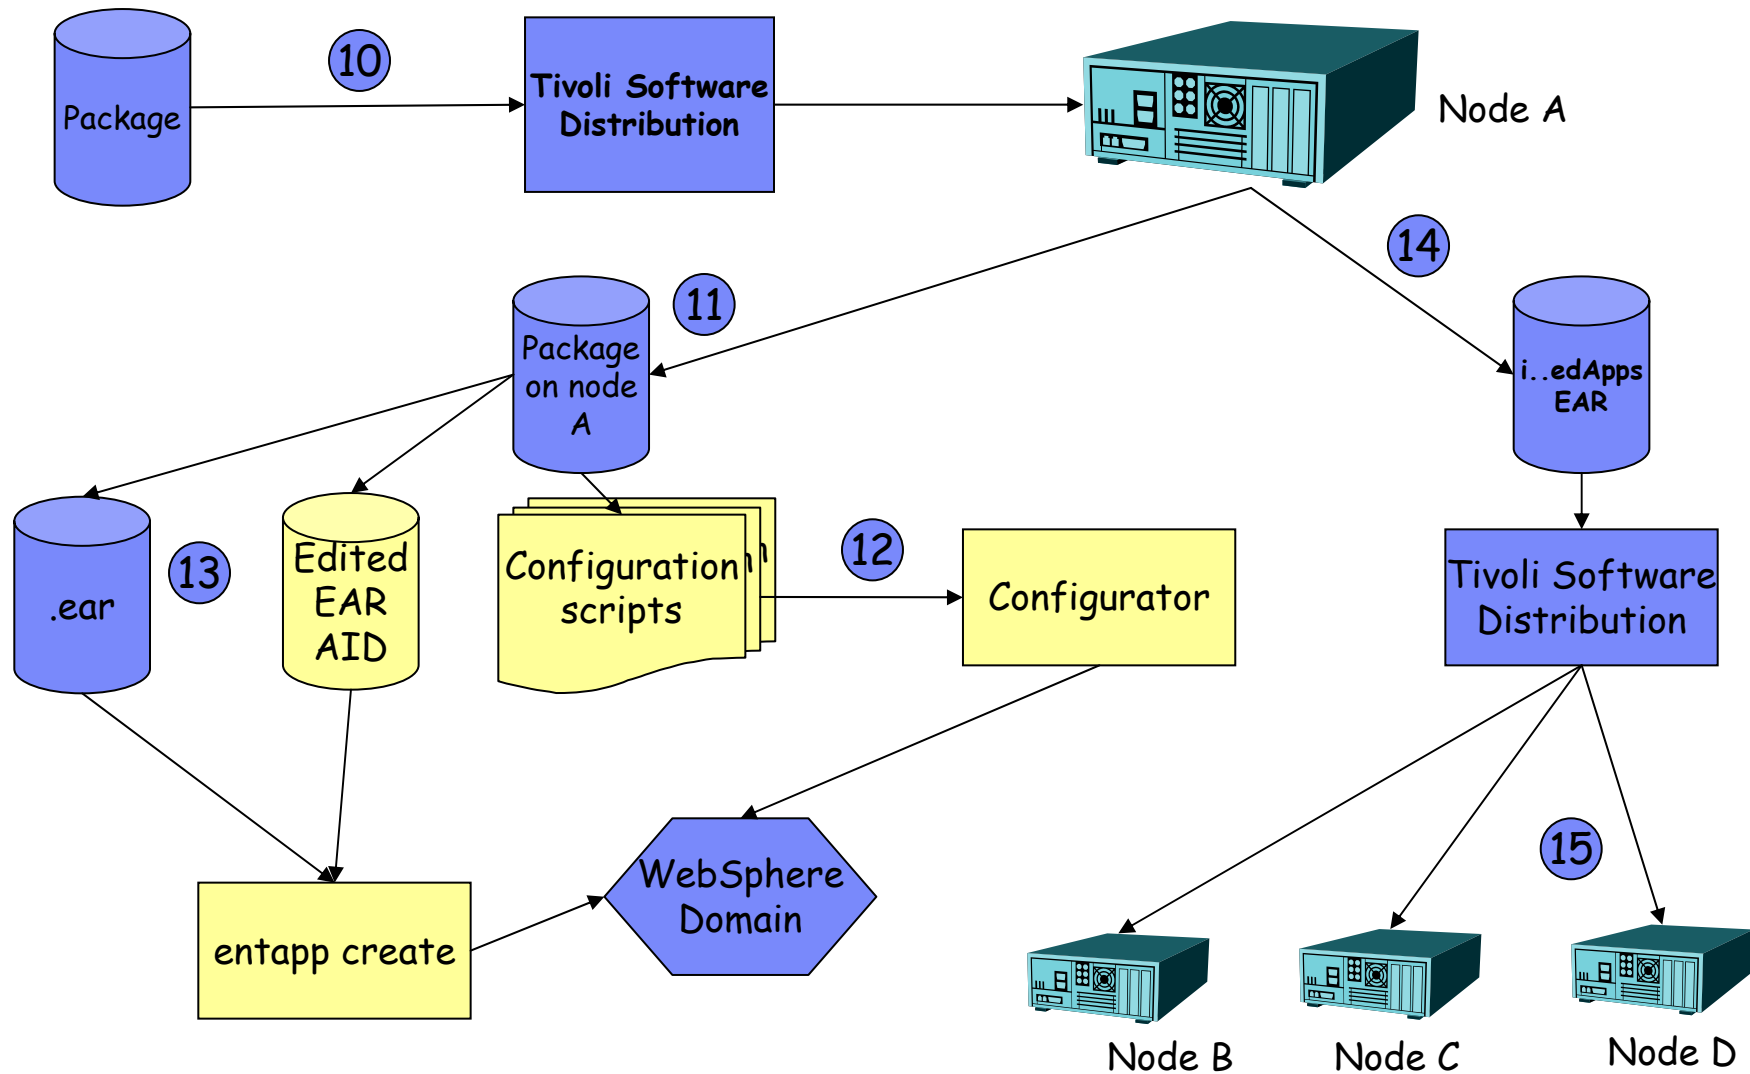 Package
10
Tivoli Software
Distribution
Node A
14
11
Package
on node
A
i..edApps
EAR
.ear
13
Edited
EAR
AID
Configuration
scripts
n
12
Configurator
Tivoli Software
Distribution
15
WebSphere
Domain
entapp create
Node B
Node C
Node D